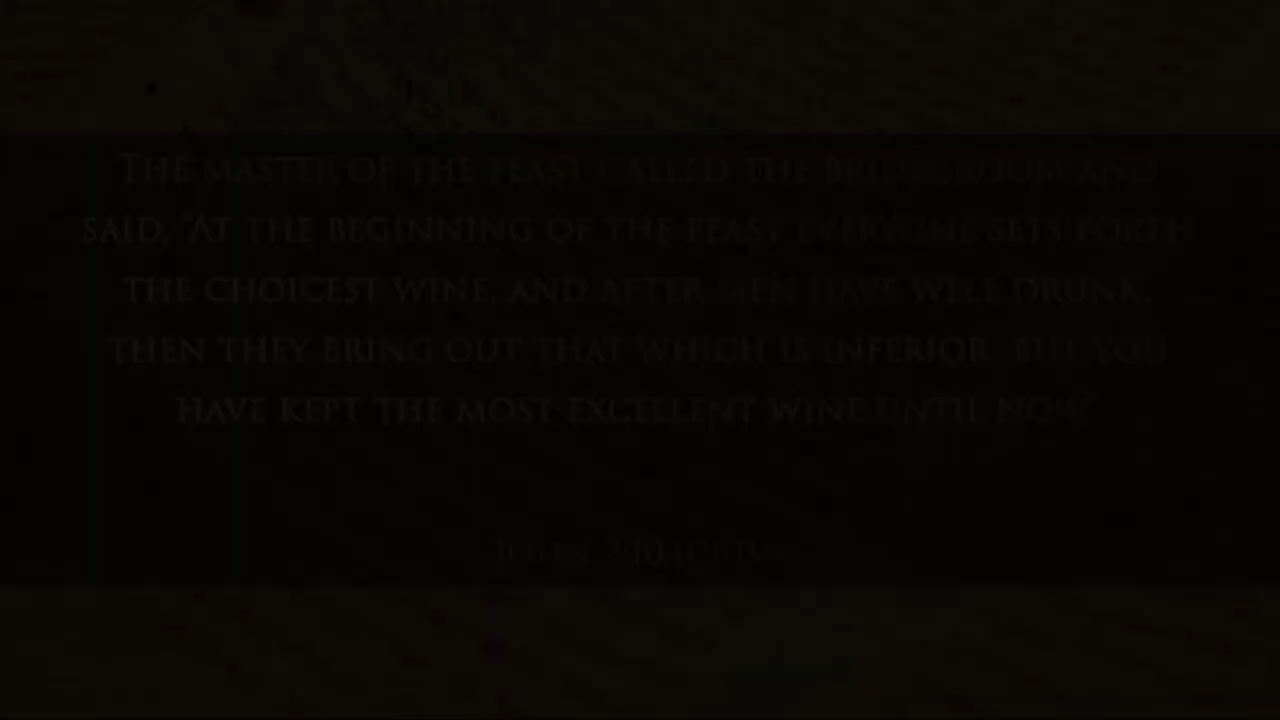 The master of the feast called the bridegroom and
said, "At the beginning of the feast everyone sets forth
the choicest wine, and after men have well drunk,
then they bring out that which is inferior but you
have kept the most excellent wine until now!"
John